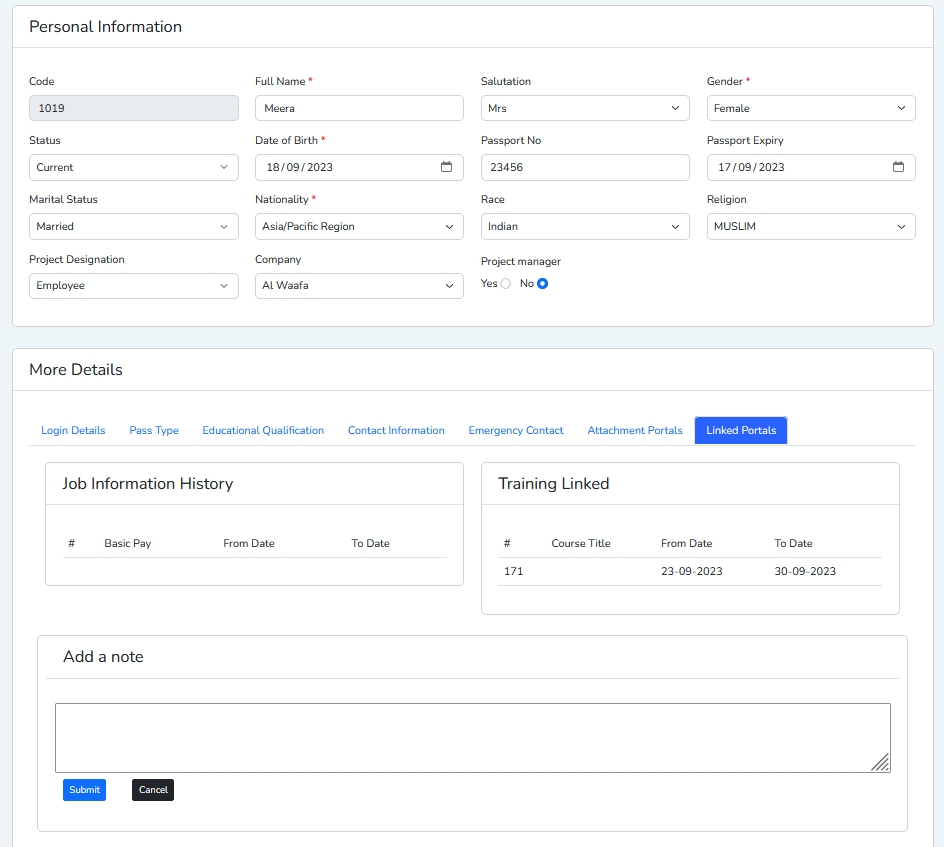 Personal Information
Code Full Name * Salutation Gender *
1019 Meera Mrs Female
Status Date of Birth * Passport No Passport Expiry
Current 18/09/2023 23456 17/09/2023
Marital Status Nationality * Race Religion
Married Asia/Pacific Region Indian MUSLIM
Project Designation Company Project manager
Employee Al Waafa Yes No
More Details
Login Details Pass Type Educational Qualification Contact Information Emergency Contact Attachment Portals Linked Portals
Job Information History
# Basic Pay From Date To Date
Training Linked
# Course Title From Date To Date
171 23-09-2023 30-09-2023
Add a note
Submit Cancel